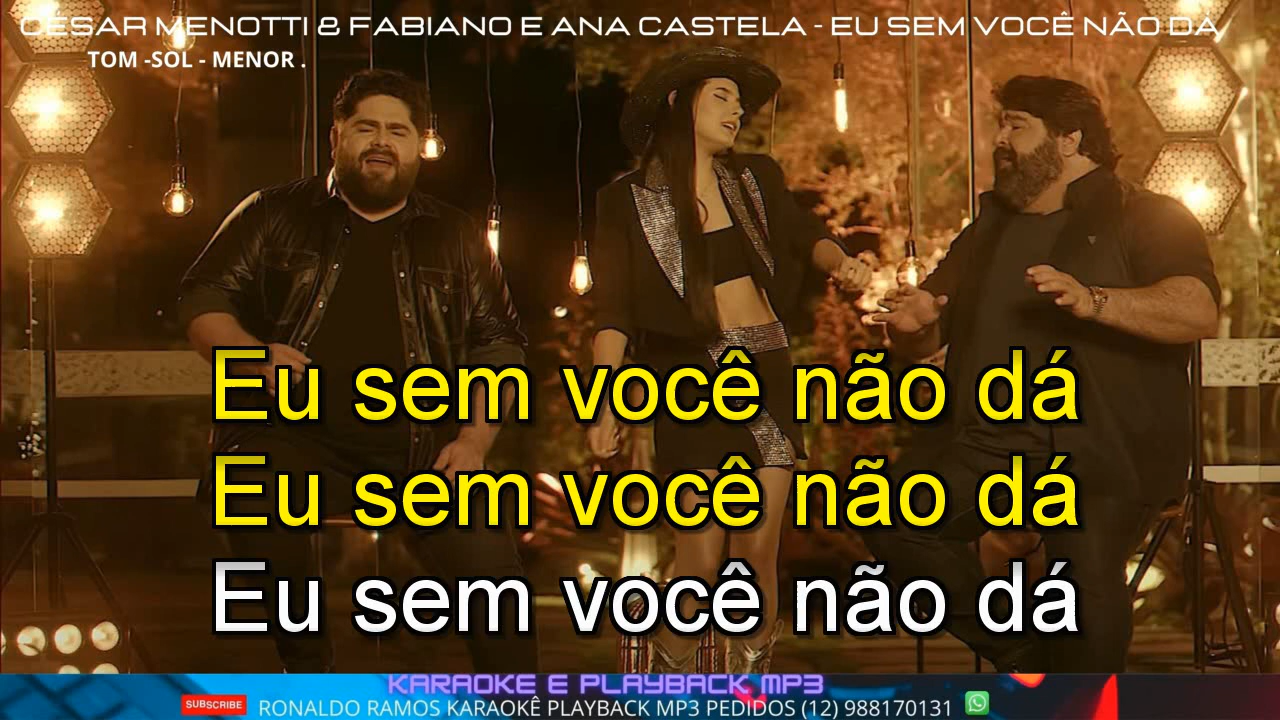 CÉSAR MENOTTI & FABIANO E ANA CASTELA - EU SEM VOCÊ NÃO DA
TOM -SOL - MENOR .
Eu sem você não dá
Eu sem você não dá
Eu sem você não dá
KARAOKE E PLAYBACK MP3
SUBSCRIBE RONALDO RAMOS KARAOKÊ PLAYBACK MP3 PEDIDOS (12) 988170131